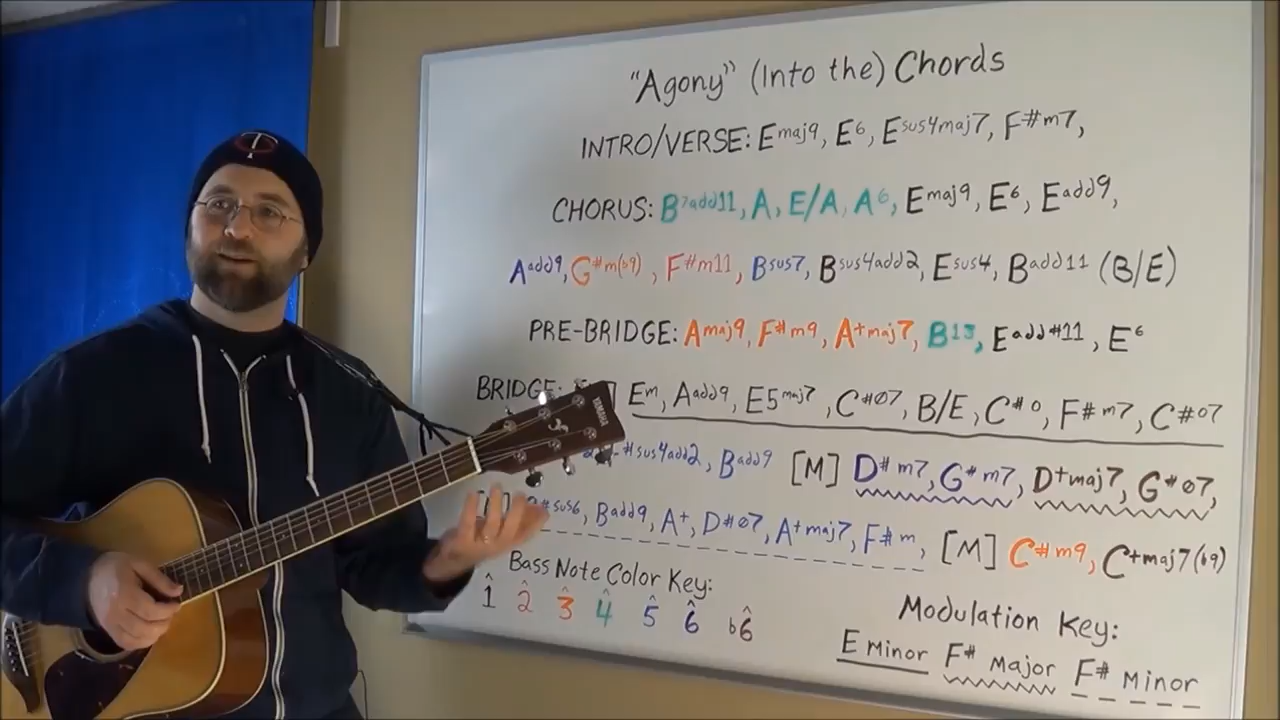 "Agony" (Into the) Chords
INTRO/VERSE: Emaj9, E6, Esus4maj7, F#m7,
CHORUS: B7add11, A, E/A, A6, Emaj9, E6, Eadd9,
Aadd9, G#m(b9), F#m11, Bsus7, Bsus4add2, Esus4, Badd11 (B/E)
PRE-BRIDGE: Amaj9, F#m9, A+maj7, B13, Eadd#11, E6
BRIDGE: Em, Aadd9, E5maj7, C#ø7, B/E, C#o, F#m7, C#ø7
#sus4add2, Badd9 [M] D#m7, G#m7, D+maj7, G#ø7,
#sus6, Badd9, A+, D#ø7, A+maj7, F#m, [M] C#m9, C+maj7(b9)
Bass Note Color Key:
1̂ 2̂ 3̂ 4̂ 5̂ 6̂ b6̂
Modulation Key:
E minor F# major F# minor
YAMAHA